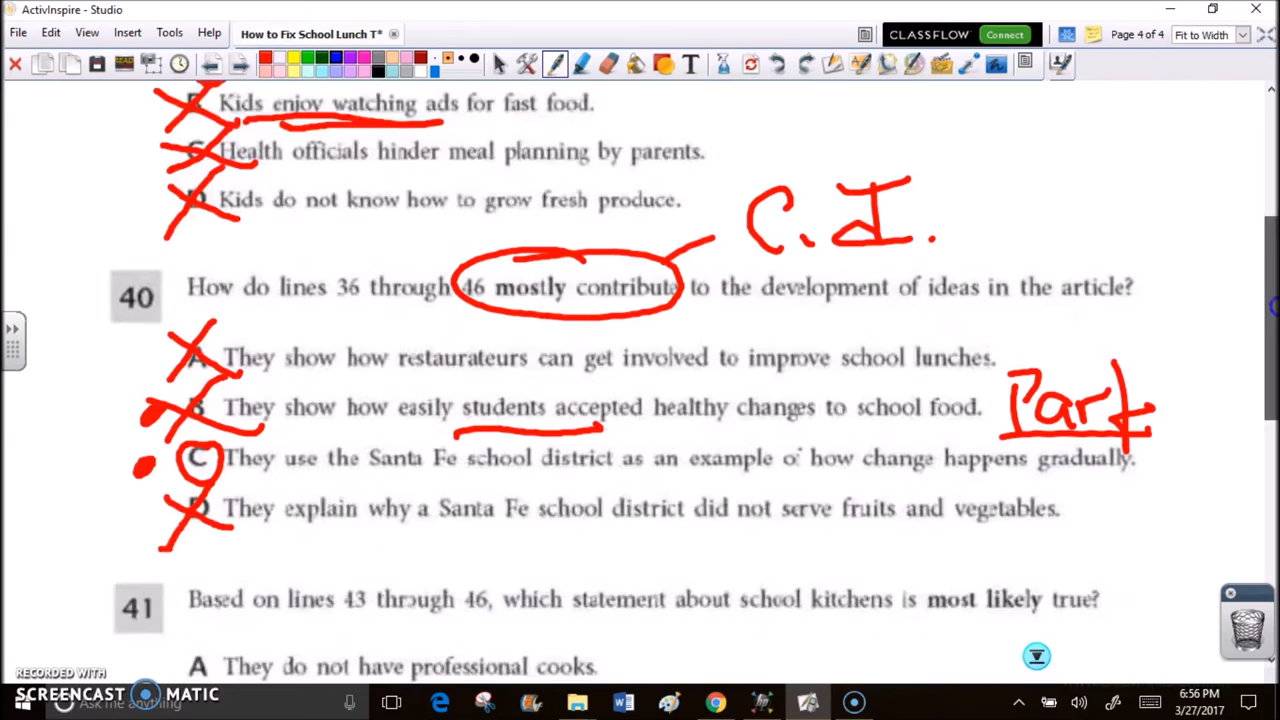 ActivInspire - Studio
File Edit View Insert Tools Help
How to Fix School Lunch T*
CLASSFLOW Connect
Page 4 of 4
Fit to Width
B Kids enjoy watching ads for fast food.
C Health officials hinder meal planning by parents.
D Kids do not know how to grow fresh produce.
C. I.
40 How do lines 36 through 46 mostly contribute to the development of ideas in the article?
A They show how restaurateurs can get involved to improve school lunches.
B They show how easily students accepted healthy changes to school food.
Part
C They use the Santa Fe school district as an example of how change happens gradually.
D They explain why a Santa Fe school district did not serve fruits and vegetables.
41 Based on lines 43 through 46, which statement about school kitchens is most likely true?
A They do not have professional cooks.
RECORDED WITH
SCREENCAST MATIC
Ask me anything
6:56 PM
3/27/2017